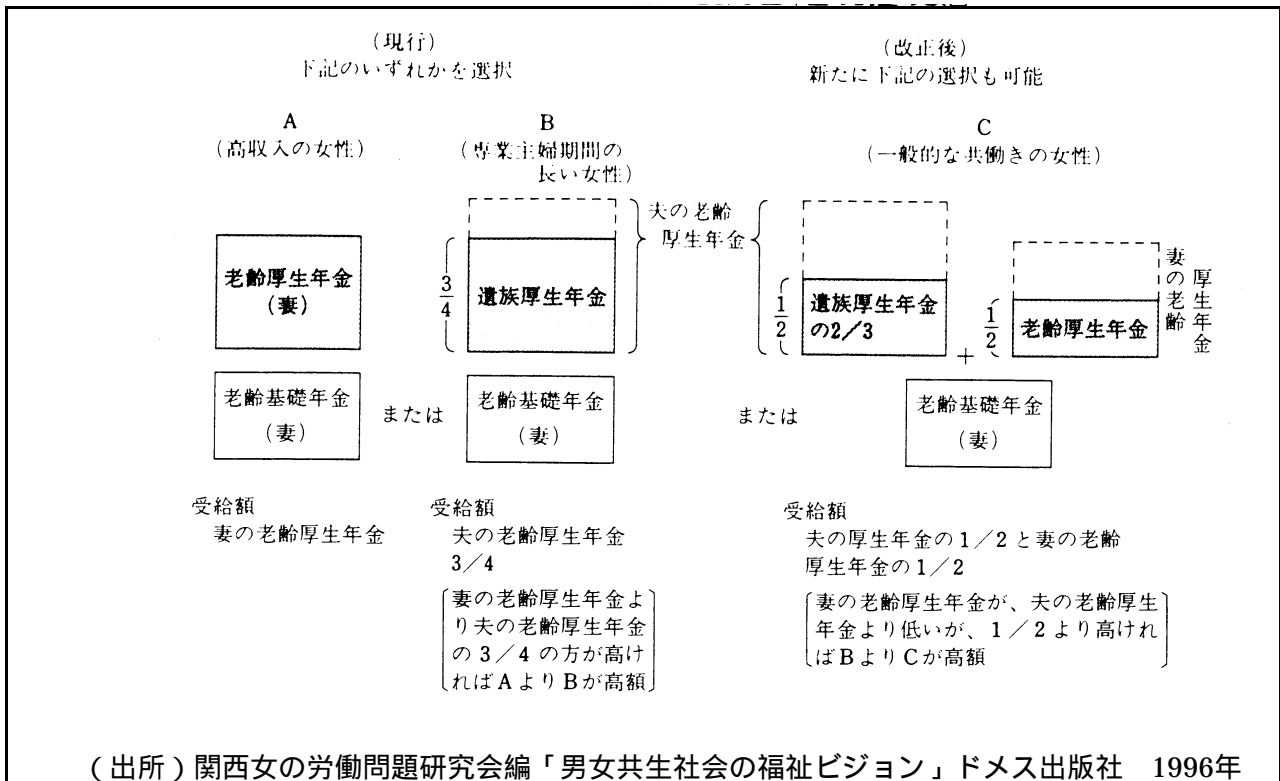 （現行）
下記のいずれかを選択
（改正後）
新たに下記の選択も可能
A
（高収入の女性）
B
（専業主婦期間の
長い女性）
C
（一般的な共働きの女性）
老齢厚生年金
（妻）
3/4
遺族厚生年金
夫の老齢
厚生年金
1/2
遺族厚生年金
の2／3
+
1/2
老齢厚生年金
妻の老齢
厚生年金
老齢基礎年金
（妻）
または
老齢基礎年金
（妻）
または
老齢基礎年金
（妻）
受給額
妻の老齢厚生年金
受給額
夫の老齢厚生年金
3／4
妻の老齢厚生年金よ
り夫の老齢厚生年金
の3／4の方が高け
ればAよりBが高額
受給額
夫の厚生年金の1／2と妻の老齢
厚生年金の1／2
妻の老齢厚生年金が、夫の老齢厚生
年金より低いが、1／2より高けれ
ばBよりCが高額
（出所）関西女の労働問題研究会編「男女共生社会の福祉ビジョン」ドメス出版社　1996年